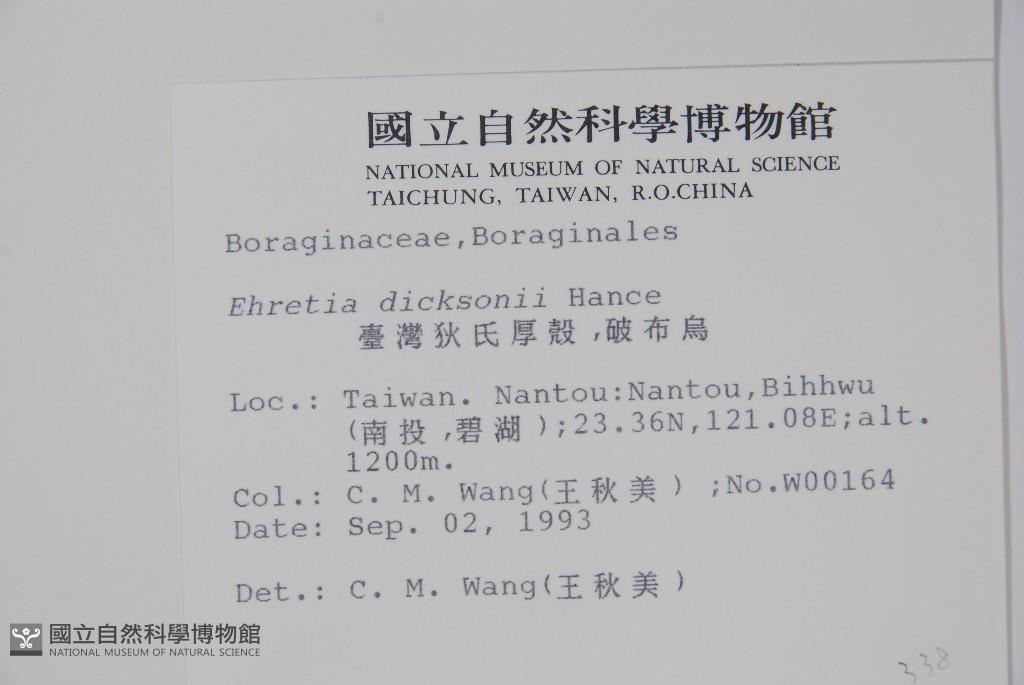 國立自然科學博物館
NATIONAL MUSEUM OF NATURAL SCIENCE
TAICHUNG, TAIWAN, R.O.CHINA
Boraginaceae,Boraginales
Ehretia dicksonii Hance
臺灣狄氏厚殼,破布烏
Loc.: Taiwan. Nantou:Nantou,Bihhwu
(南投,碧湖);23.36N,121.08E;alt.
1200m.
Col.: C. M. Wang(王秋美) ;No.W00164
Date: Sep. 02, 1993
Det.: C. M. Wang(王秋美)
國立自然科學博物館
NATIONAL MUSEUM OF NATURAL SCIENCE
338